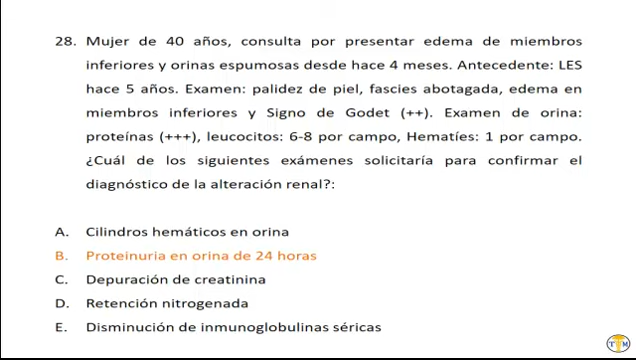 28. Mujer de 40 años, consulta por presentar edema de miembros
inferiores y orinas espumosas desde hace 4 meses. Antecedente: LES
hace 5 años. Examen: palidez de piel, fascies abotagada, edema en
miembros inferiores y Signo de Godet (++). Examen de orina:
proteínas (+++), leucocitos: 6-8 por campo, Hematíes: 1 por campo.
¿Cuál de los siguientes exámenes solicitaría para confirmar el
diagnóstico de la alteración renal?:
A. Cilindros hemáticos en orina
B. Proteinuria en orina de 24 horas
C. Depuración de creatinina
D. Retención nitrogenada
E. Disminución de inmunoglobulinas séricas
T M